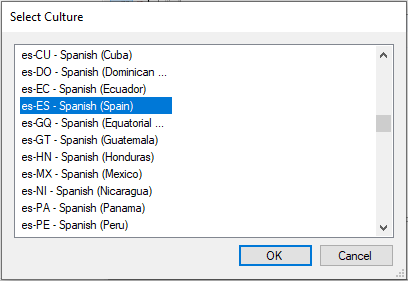 Select Culture
es-CU - Spanish (Cuba)
es-DO - Spanish (Dominican ...
es-EC - Spanish (Ecuador)
es-ES - Spanish (Spain)
es-GQ - Spanish (Equatorial ...
es-GT - Spanish (Guatemala)
es-HN - Spanish (Honduras)
es-MX - Spanish (Mexico)
es-NI - Spanish (Nicaragua)
es-PA - Spanish (Panama)
es-PE - Spanish (Peru)
OK Cancel